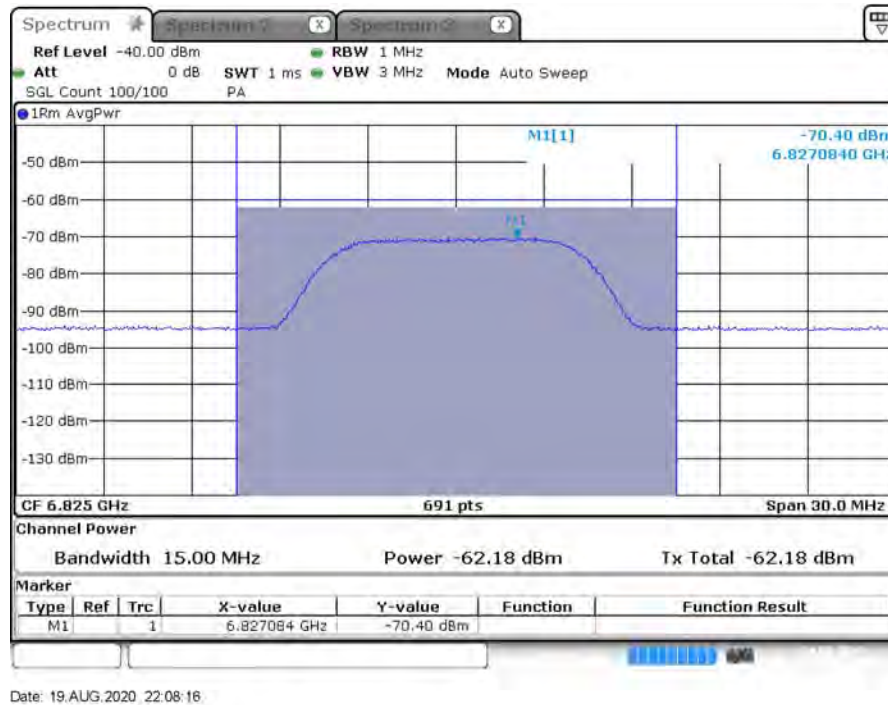 Spectrum Spectrum 2 X Spectrum 3 X
Ref Level -40.00 dBm RBW 1 MHz
Att 0 dB SWT 1 ms VBW 3 MHz Mode Auto Sweep
SGL Count 100/100 PA
1Rm AvgPwr
M1[1] -70.40 dBm
6.8270840 GHz
-50 dBm
-60 dBm
M1
-70 dBm
-80 dBm
-90 dBm
-100 dBm
-110 dBm
-120 dBm
-130 dBm
CF 6.825 GHz 691 pts Span 30.0 MHz
Channel Power
Bandwidth 15.00 MHz Power -62.18 dBm Tx Total -62.18 dBm
Marker
Type Ref Trc X-value Y-value Function Function Result
M1 1 6.827084 GHz -70.40 dBm
Date: 19.AUG.2020 22:08:16